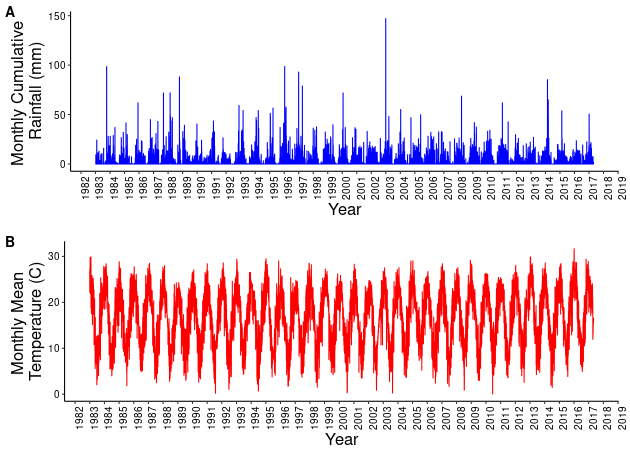 A
Monthly Cumulative
Rainfall (mm)
150
100
50
0
1982 1983 1984 1985 1986 1987 1988 1989 1990 1991 1992 1993 1994 1995 1996 1997 1998 1999 2000 2001 2002 2003 2004 2005 2006 2007 2008 2009 2010 2011 2012 2013 2014 2015 2016 2017 2018 2019
Year
B
Monthly Mean
Temperature (C)
30
20
10
0
1982 1983 1984 1985 1986 1987 1988 1989 1990 1991 1992 1993 1994 1995 1996 1997 1998 1999 2000 2001 2002 2003 2004 2005 2006 2007 2008 2009 2010 2011 2012 2013 2014 2015 2016 2017 2018 2019
Year